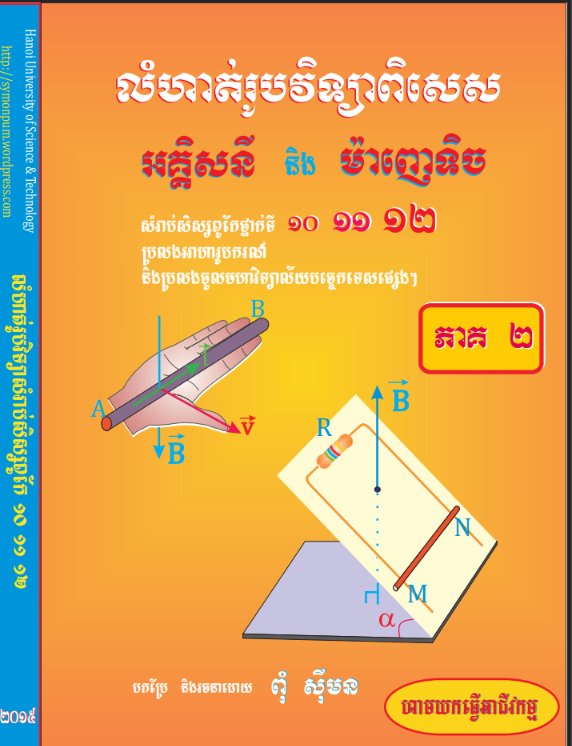 Hanoi University of Science & Technology
http://symonpum.wordpress.com
លំហាត់រូបវិទ្យាសំរាប់សិស្សពូកែ ១០ ១១ ១២
២០១៥
លំហាត់រូបវិទ្យាពិសេស
អគ្គិសនី និង ម៉ាញេទិច
សំរាប់សិស្សពូកែថ្នាក់ទី ១០ ១១ ១២
ប្រលងអាហារូបករណ៍
និងប្រលងចូលមហាវិទ្យាល័យបច្ចេកទេសផ្សេងៗ
ភាគ ២
B
I
A
v
B
B
R
N
M
α
បកប្រែ និងរចនាដោយ ពុំ ស៊ីមន
ហាមយកធ្វើអាជីវកម្ម